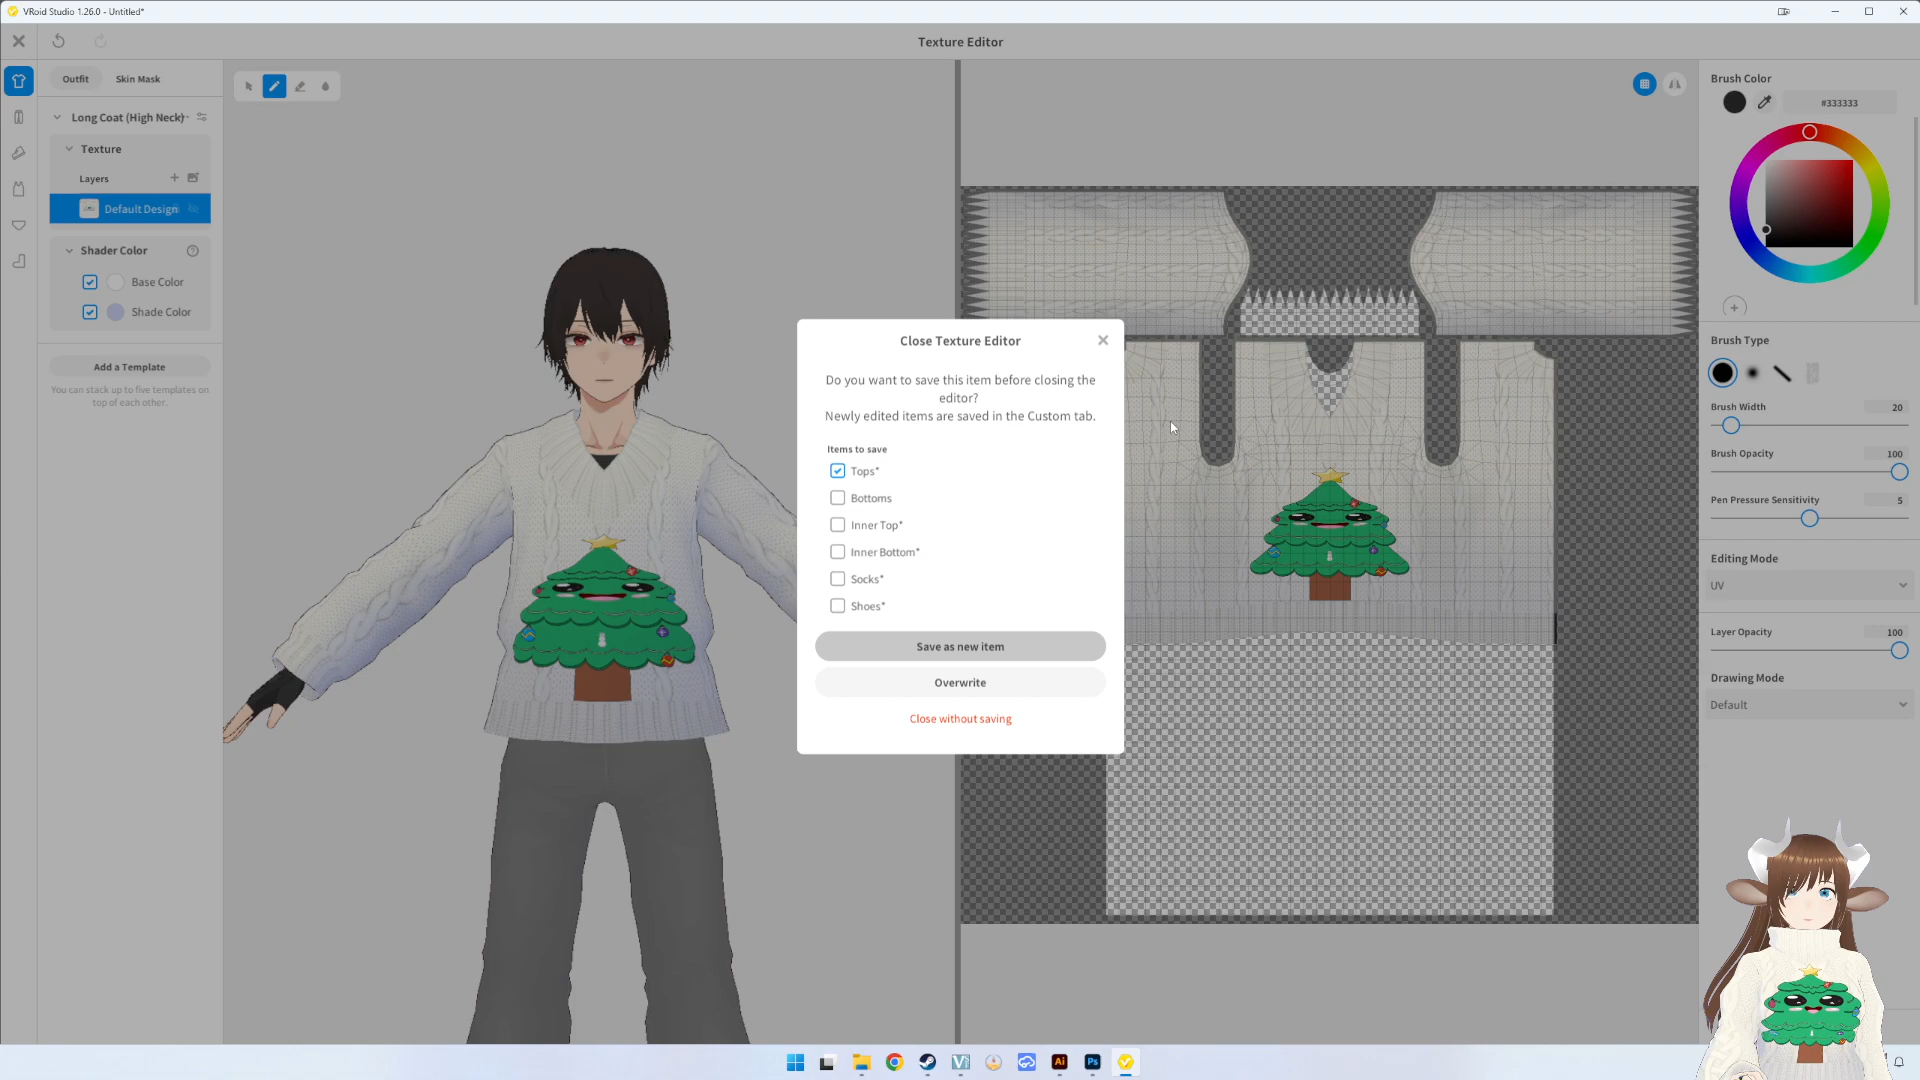 VRoid Studio 1.26.0 - Untitled*
Texture Editor
Outfit
Skin Mask
Long Coat (High Neck)
Texture
Layers
Default Design
Shader Color
Base Color
Shade Color
Add a Template
You can stack up to five templates on
top of each other.
Close Texture Editor
Do you want to save this item before closing the
editor?
Newly edited items are saved in the Custom tab.
Items to save
Tops*
Bottoms
Inner Top*
Inner Bottom*
Socks*
Shoes*
Save as new item
Overwrite
Close without saving
Brush Color
#333333
Brush Type
Brush Width
20
Brush Opacity
100
Pen Pressure Sensitivity
5
Editing Mode
UV
Layer Opacity
100
Drawing Mode
Default
Ai
Ps